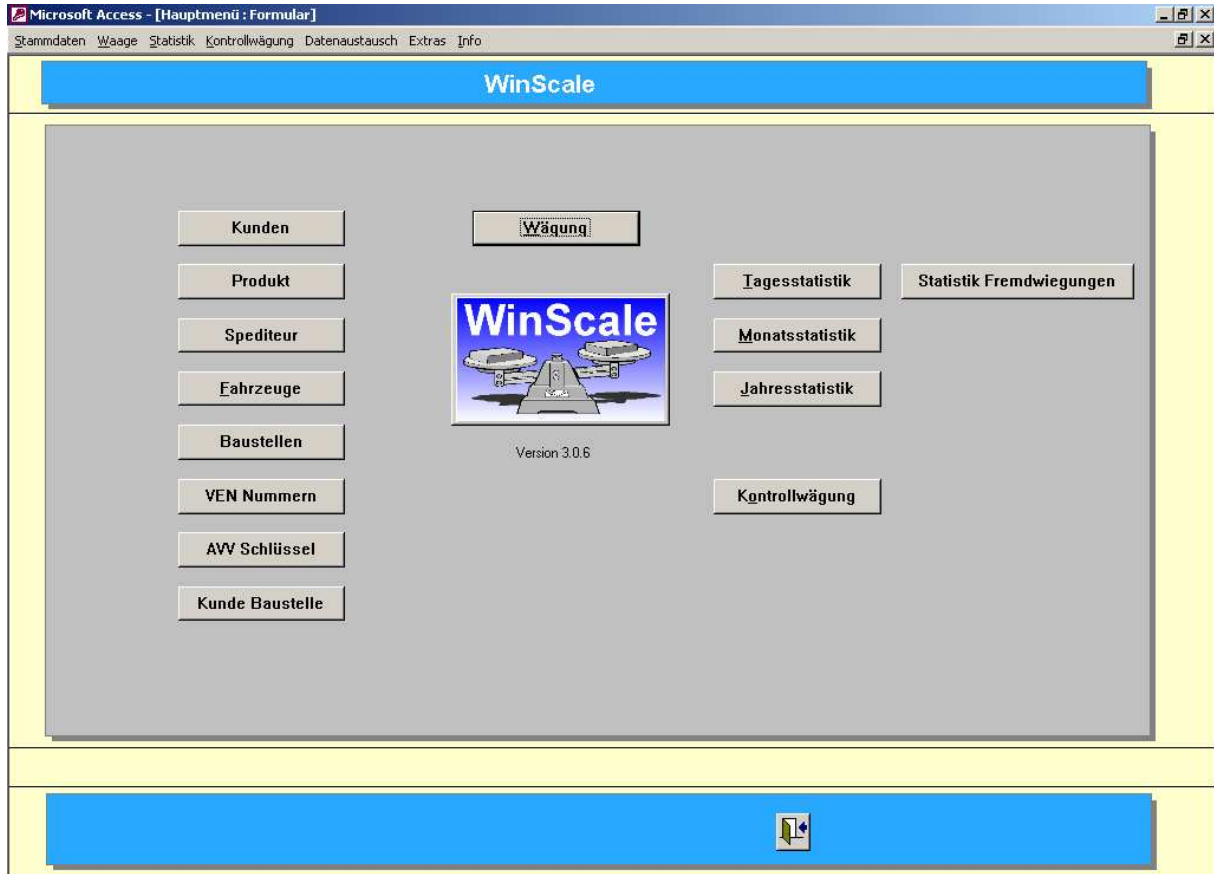 Microsoft Access - [Hauptmenü : Formular]
Stammdaten Waage Statistik Kontrollwägung Datenaustausch Extras Info
WinScale
Kunden
Wägung
Produkt
Tagesstatistik
Statistik Fremdwiegungen
Spediteur
WinScale
Monatsstatistik
Fahrzeuge
Jahresstatistik
Baustellen
Version 3.0.6
VEN Nummern
Kontrollwägung
AVV Schlüssel
Kunde Baustelle